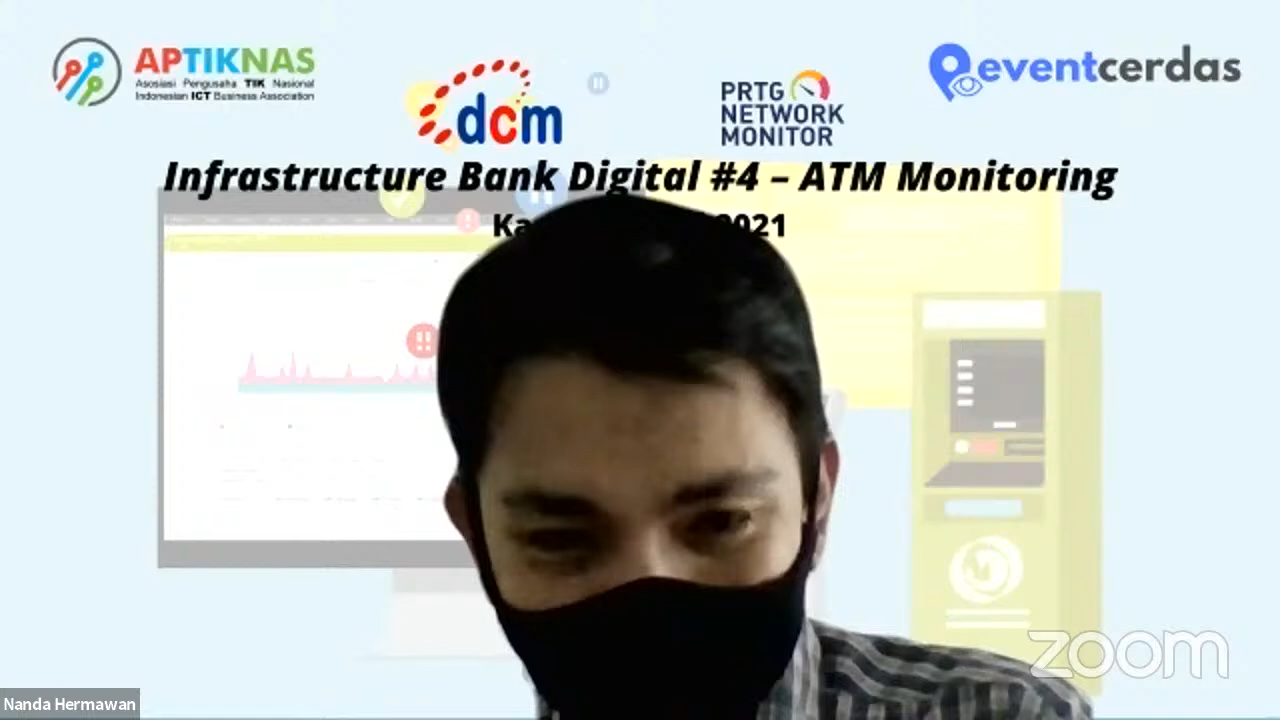 APTIKNAS
Asosiasi Pengusaha TIK Nasional
Indonesian ICT Business Association
dcm
PRTG
NETWORK
MONITOR
eventcerdas
Infrastructure Bank Digital #4 – ATM Monitoring
2021
zoom
Nanda Hermawan